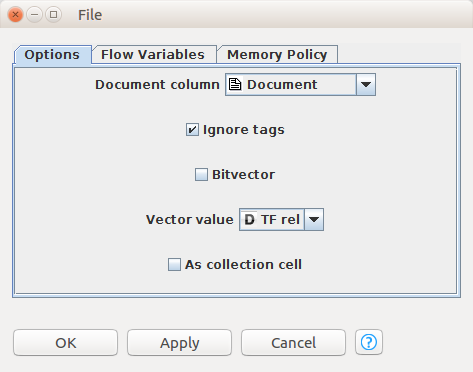 File
Options Flow Variables Memory Policy
Document column Document
Ignore tags
Bitvector
Vector value D TF rel
As collection cell
OK Apply Cancel ?